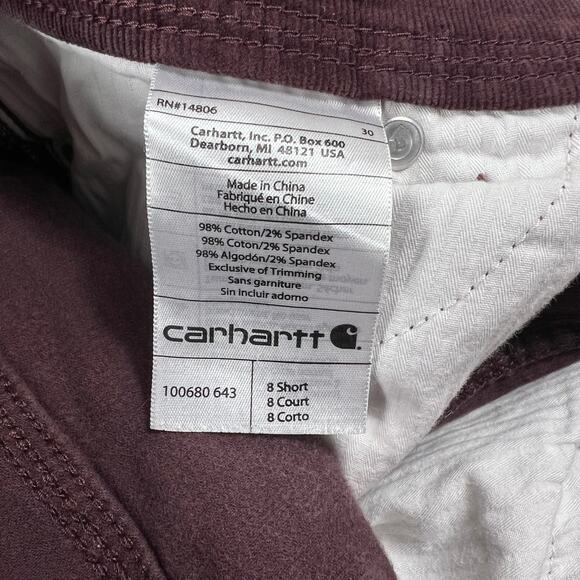 RN#14806
30
Carhartt, Inc. P.O. Box 600
Dearborn, MI 48121 USA
carhartt.com
Made in China
Fabriqué en Chine
Hecho en China
98% Cotton/2% Spandex
98% Coton/2% Spandex
98% Algodón/2% Spandex
Exclusive of Trimming
Sans garniture
Sin Incluir adorno
carhartt
100680 643
8 Short
8 Court
8 Corto